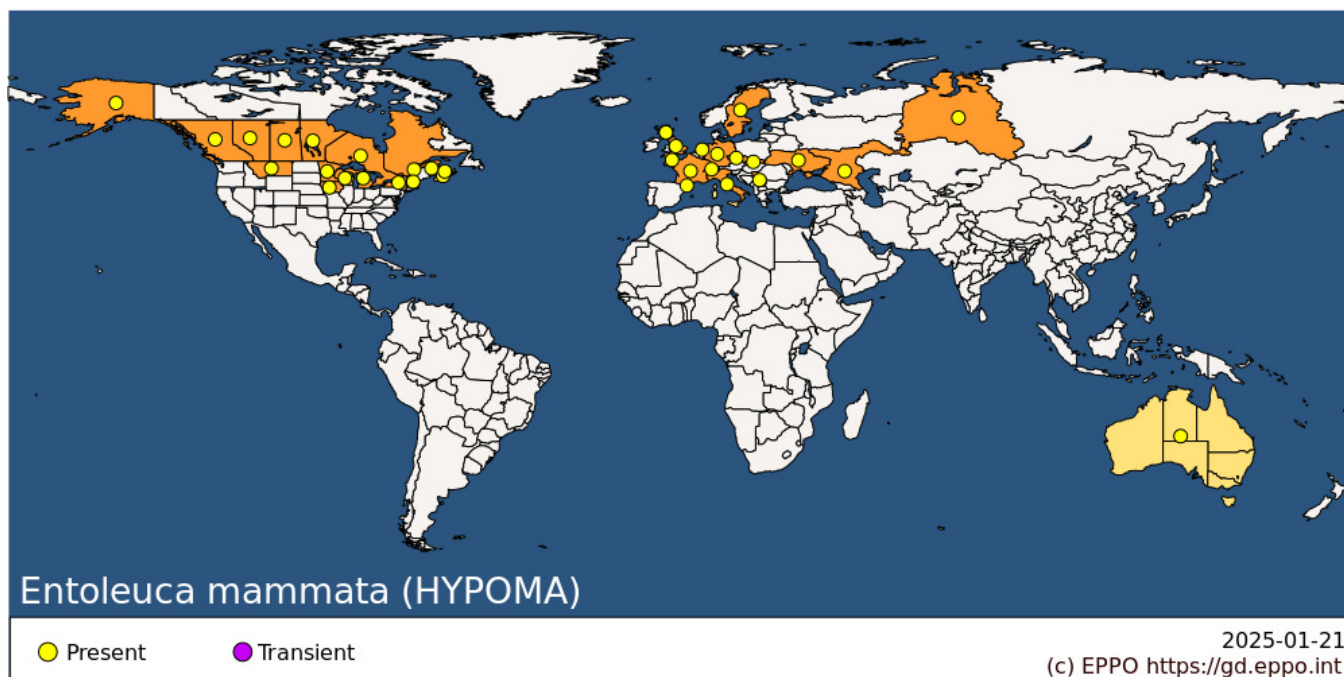 Entoleuca mammata (HYPOMA)
Present
Transient
2025-01-21
(c) EPPO https://gd.eppo.int